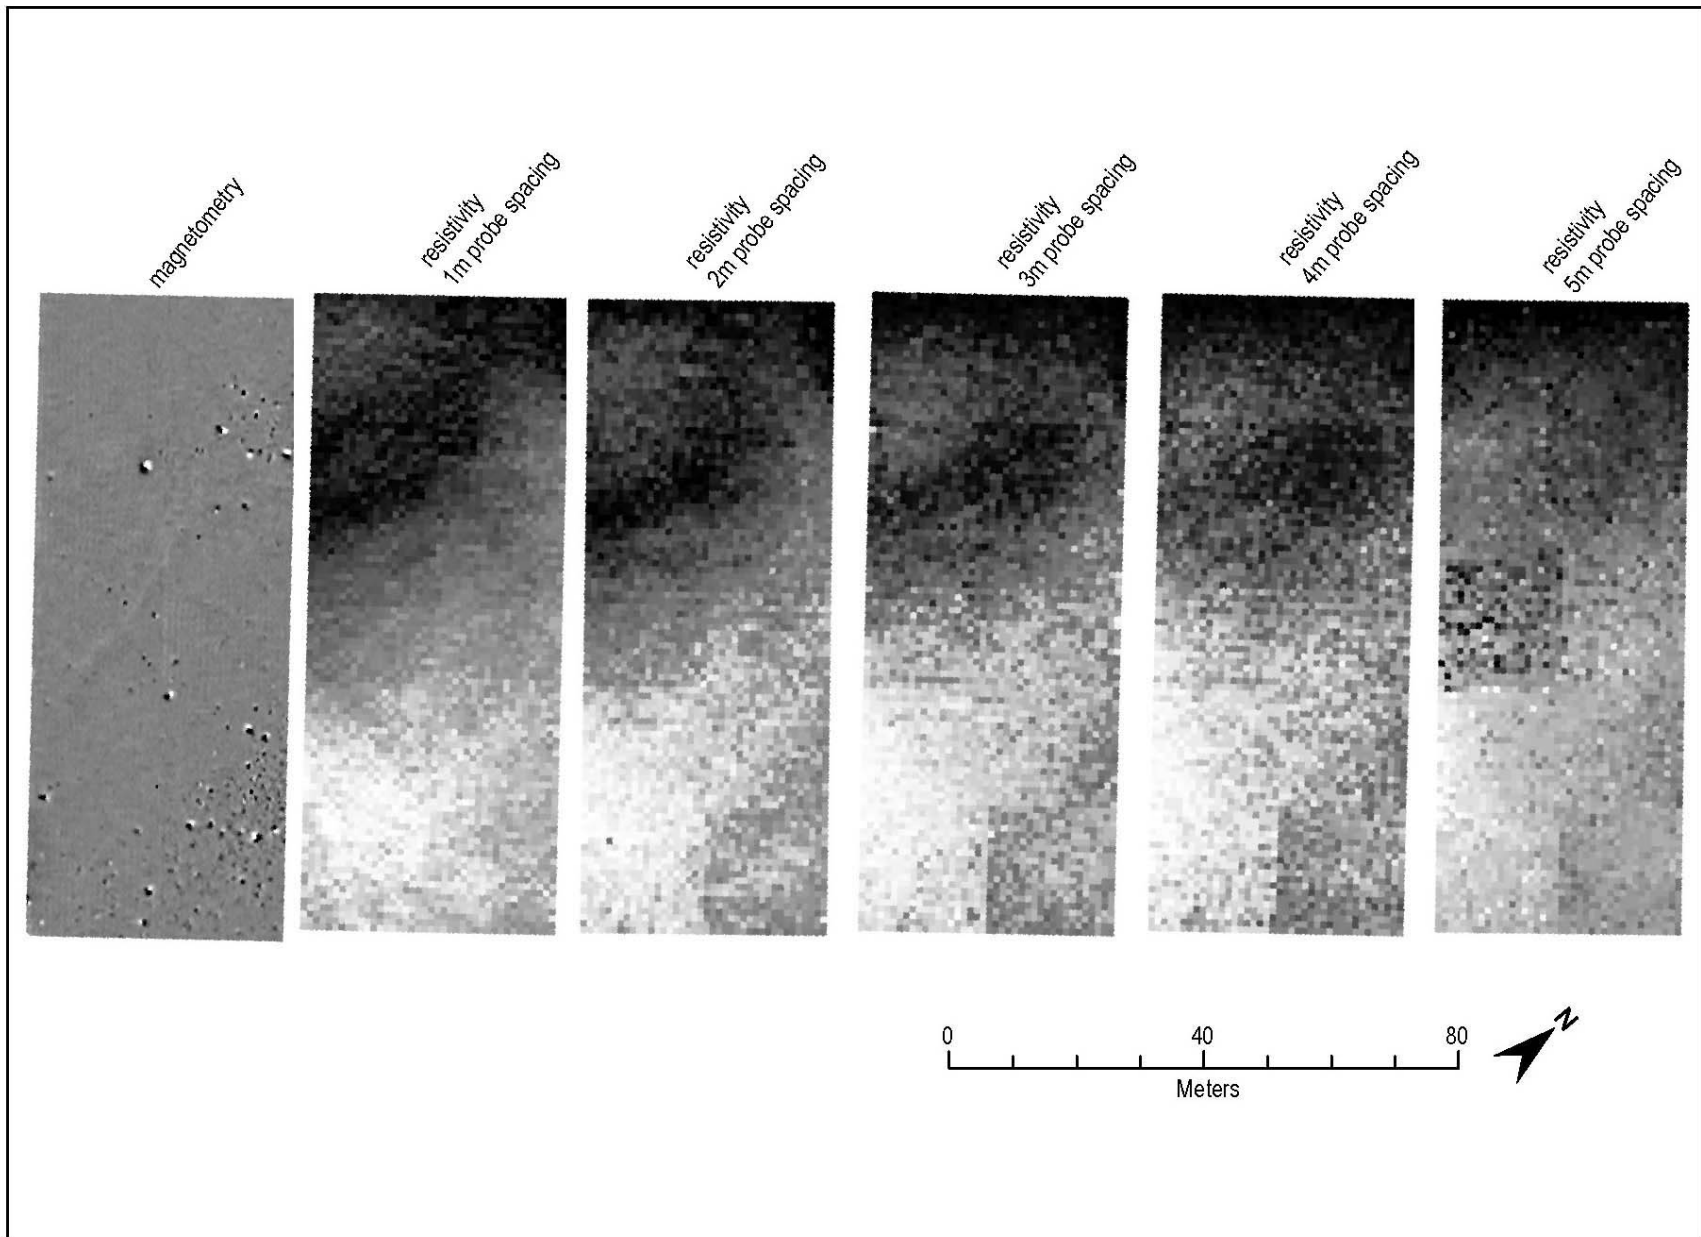 magnetometry
resistivity
1m probe spacing
resistivity
2m probe spacing
resistivity
3m probe spacing
resistivity
4m probe spacing
resistivity
5m probe spacing
0 40 80
Meters
N